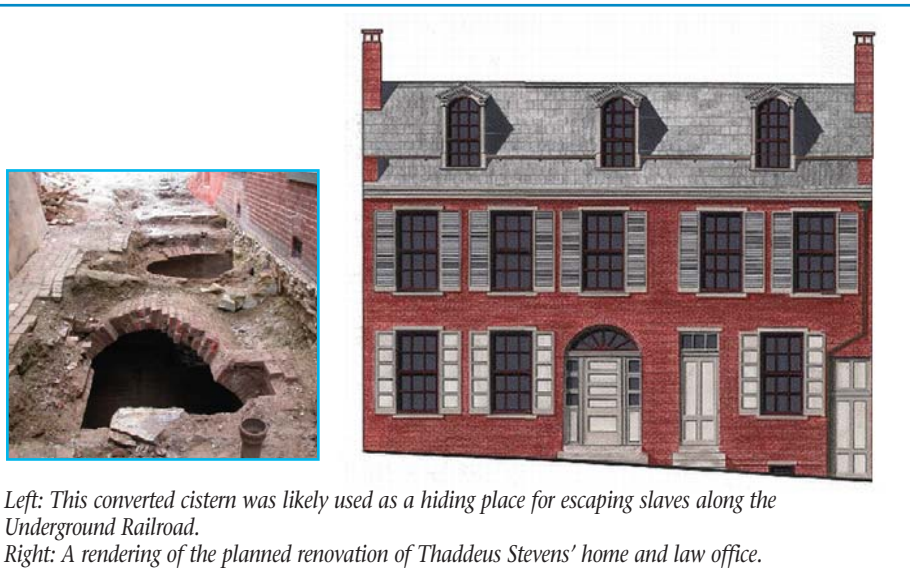 Left: This converted cistern was likely used as a hiding place for escaping slaves along the
Underground Railroad.
Right: A rendering of the planned renovation of Thaddeus Stevens’ home and law office.